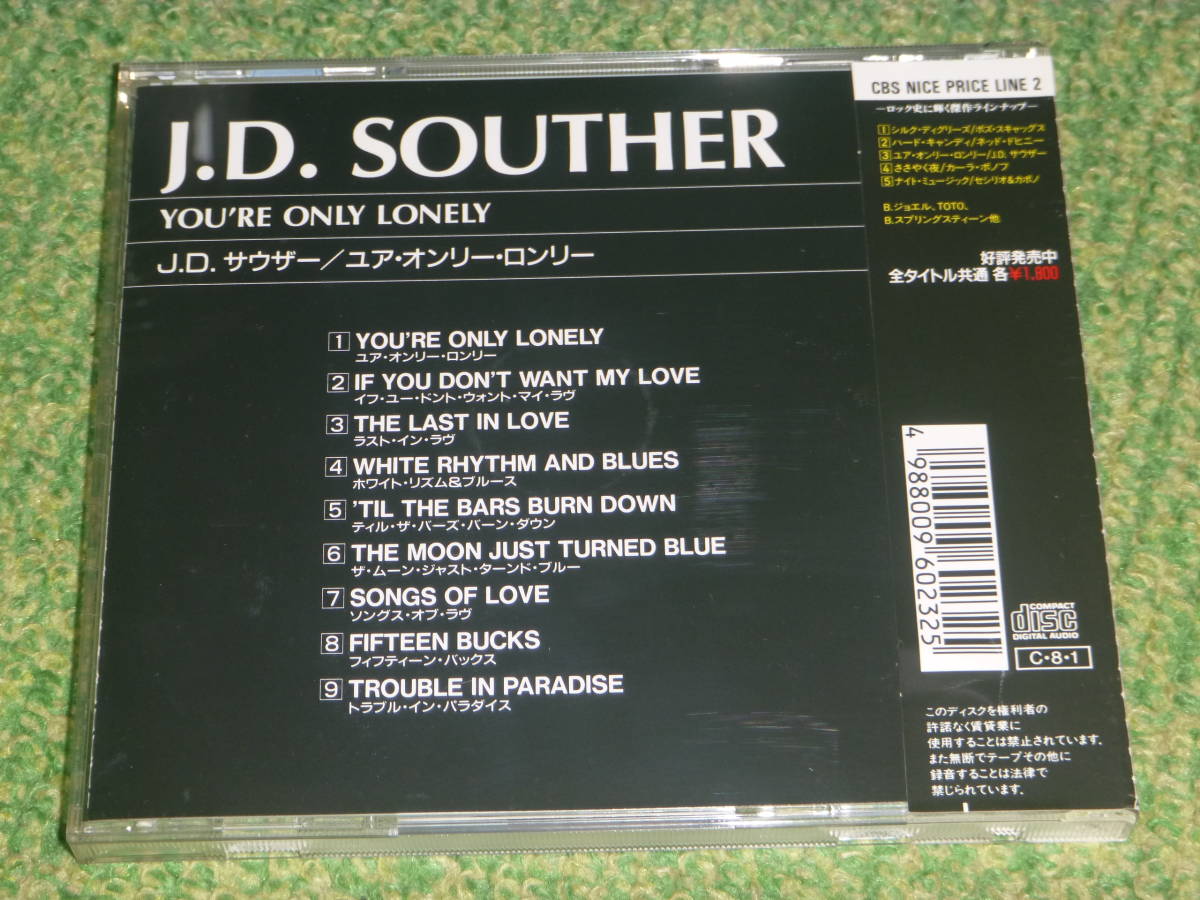 J.D. SOUTHER
YOU'RE ONLY LONELY
J.D. サウザー／ユア・オンリー・ロンリー
1 YOU'RE ONLY LONELY
ユア・オンリー・ロンリー
2 IF YOU DON'T WANT MY LOVE
イフ・ユー・ドント・ウォント・マイ・ラヴ
3 THE LAST IN LOVE
ラスト・イン・ラヴ
4 WHITE RHYTHM AND BLUES
ホワイト・リズム&ブルース
5 'TIL THE BARS BURN DOWN
ティル・ザ・バーズ・バーン・ダウン
6 THE MOON JUST TURNED BLUE
ザ・ムーン・ジャスト・ターンド・ブルー
7 SONGS OF LOVE
ソングス・オブ・ラヴ
8 FIFTEEN BUCKS
フィフティーン・バックス
9 TROUBLE IN PARADISE
トラブル・イン・パラダイス
CBS NICE PRICE LINE 2
—ロック史に輝く傑作ラインナップ—
1 シルク・ディグリーズ/ボズ・スキャッグス
2 ハード・キャンディ/ネッド・ドヒニー
3 ユア・オンリー・ロンリー/J.D. サウザー
4 ささやく夜/カーラ・ボノフ
5 ナイト・ミュージック/セシリオ&カポノ
B.ジョエル、TOTO、
B.スプリングスティーン他
好評発売中
全タイトル共通 各¥1,800
4 988009 602325
COMPACT
disc
DIGITAL AUDIO
C・8・1
このディスクを権利者の
許諾なく賃貸業に
使用することは禁止されています。
また無断でテープその他に
録音することは法律で
禁じられています。